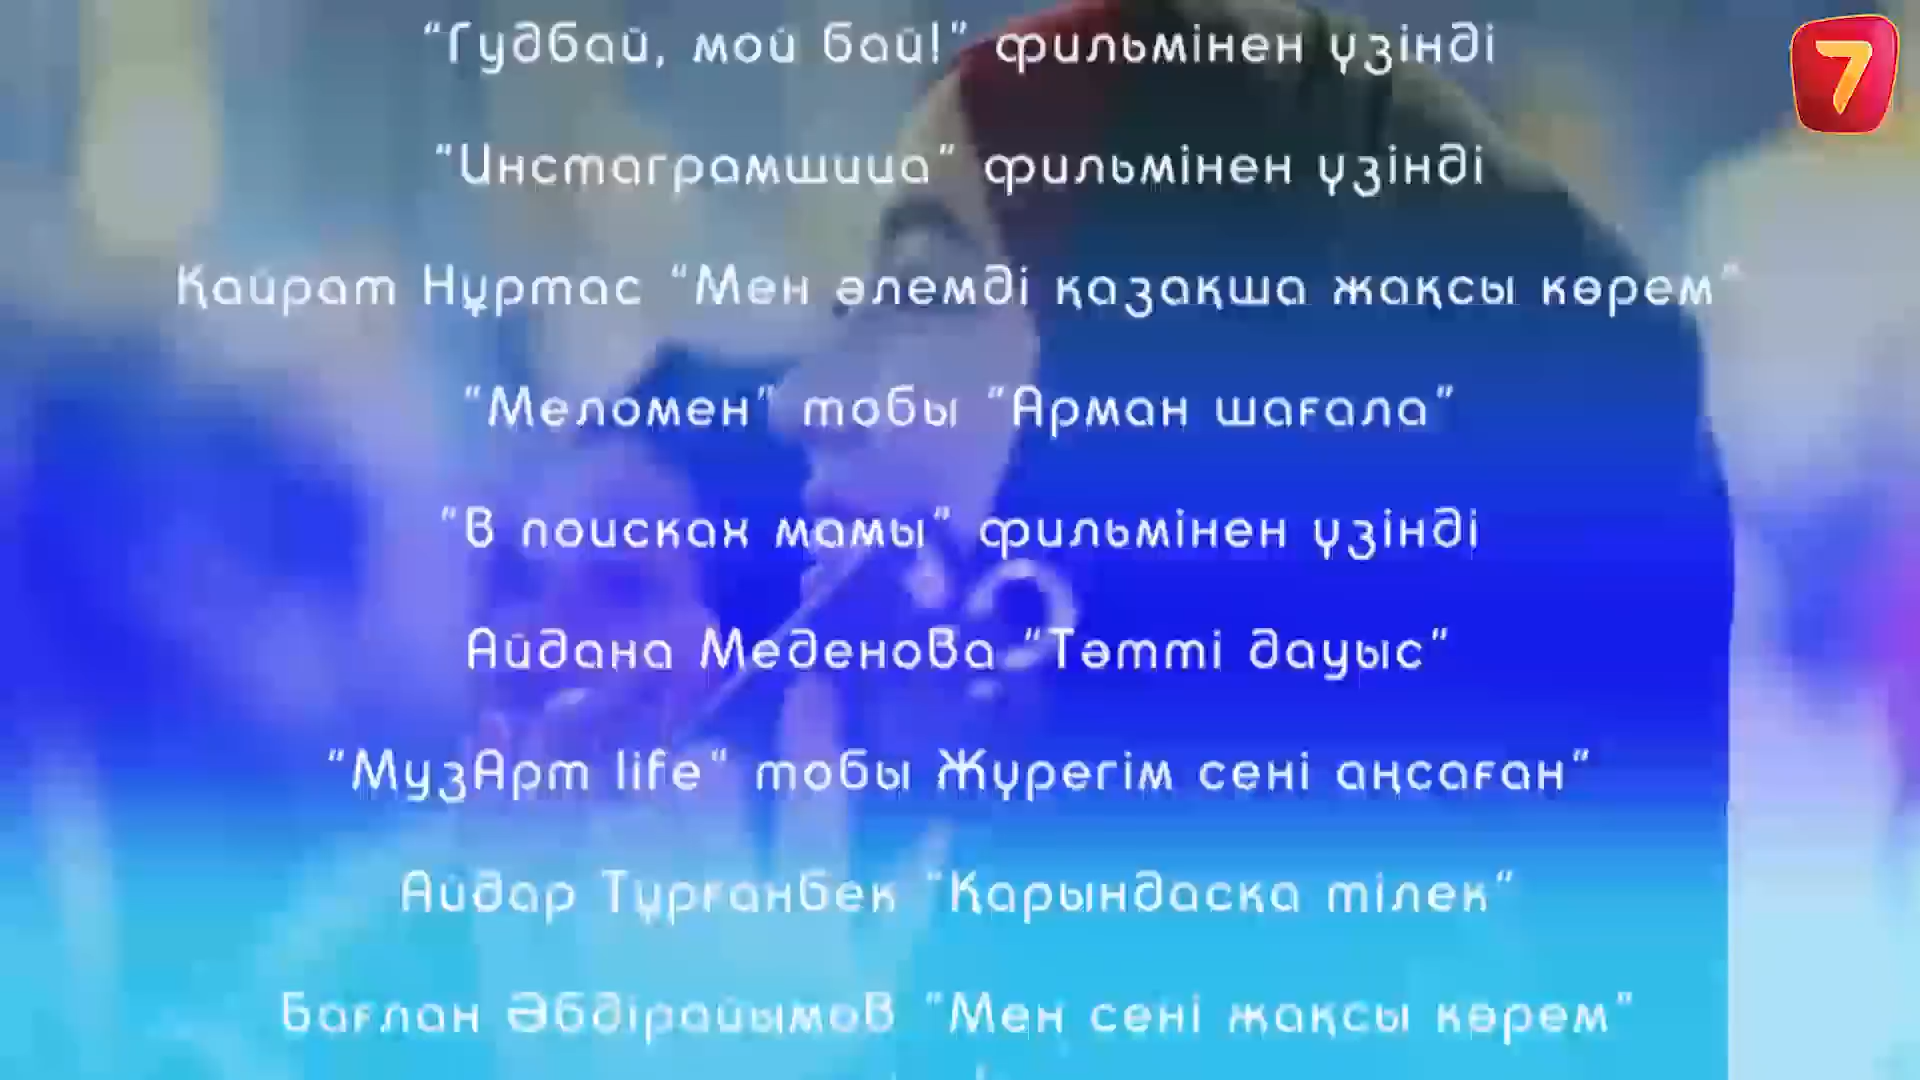 7
“Гудбай, мой бай!” фильмінен үзінді
“Инстаграмшица” фильмінен үзінді
Қайрат Нұртас “Мен әлемді қазақша жақсы көрем”
“Меломен” тобы “Арман шағала”
“В поисках мамы” фильмінен үзінді
Айдана Меденова “Тәтті дауыс”
“МузАрт life“ тобы Жүрегім сені аңсаған”
Айдар Тұрғанбек “Қарындасқа тілек“
Бағлан Әбдірайымов “Мен сені жақсы көрем”